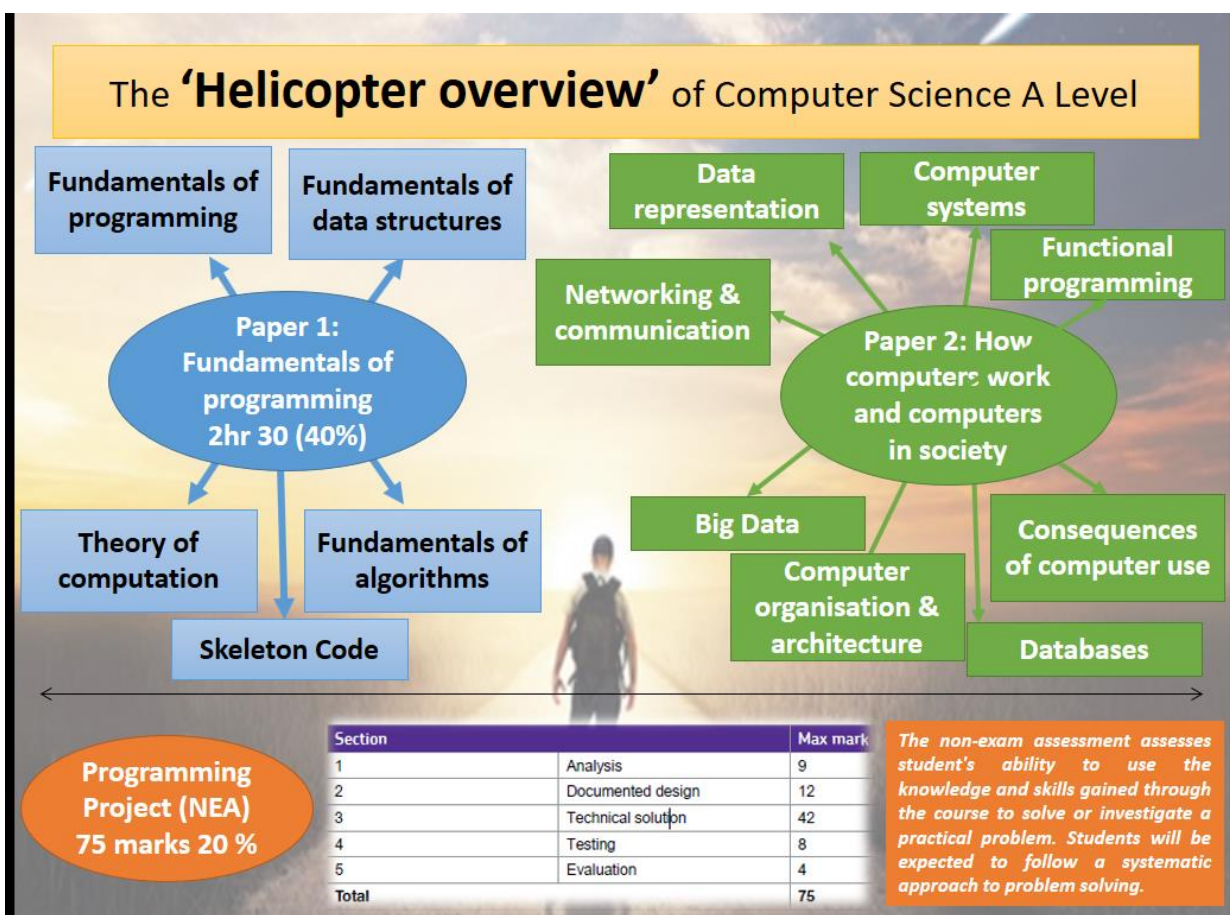 The 'Helicopter overview' of Computer Science A Level
Fundamentals of
programming
Fundamentals of
data structures
Paper 1:
Fundamentals of
programming
2hr 30 (40%)
Theory of
computation
Fundamentals of
algorithms
Skeleton Code
Data
representation
Computer
systems
Functional
programming
Networking &
communication
Paper 2: How
computers work
and computers
in society
Big Data
Computer
organisation &
architecture
Consequences
of computer use
Databases
Programming
Project (NEA)
75 marks 20 %
Section Max mark
1 Analysis 9
2 Documented design 12
3 Technical solution 42
4 Testing 8
5 Evaluation 4
Total 75
The non-exam assessment assesses
student's ability to use the
knowledge and skills gained through
the course to solve or investigate a
practical problem. Students will be
expected to follow a systematic
approach to problem solving.